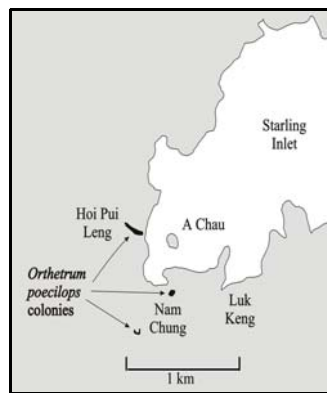 Starling
Inlet
Hoi Pui
Leng
A Chau
Orthetrum
poecilops
colonies
Nam
Chung
Luk
Keng
1 km